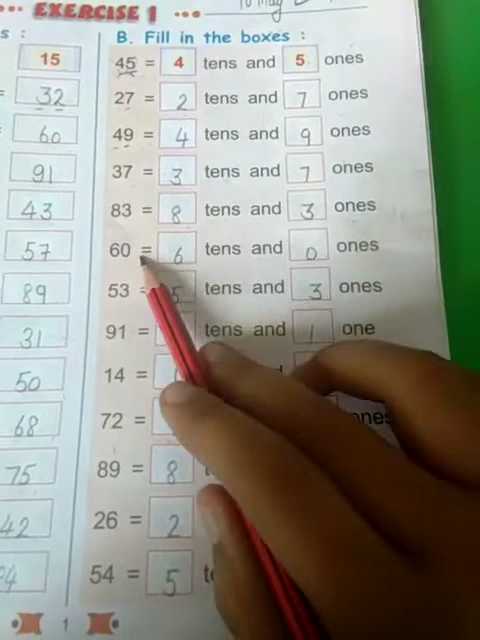 EXERCISE 1
s :
15
= 32
60
91
43
57
89
31
50
68
75
42
B. Fill in the boxes :
45 = 4 tens and 5 ones
27 = 2 tens and 7 ones
49 = 4 tens and 9 ones
37 = 3 tens and 7 ones
83 = 8 tens and 3 ones
60 = 6 tens and 0 ones
53 = 5 tens and 3 ones
91 = tens and 1 one
14 =
72 = ones
89 = 8
26 = 2
54 = 5
1